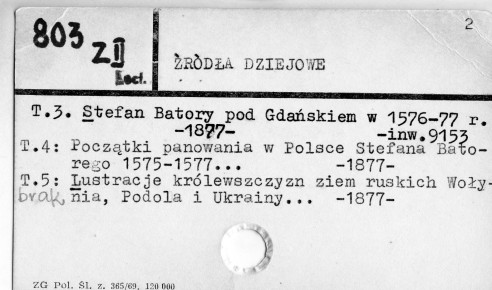 2
803
Z II
Lect.
ŻRÓDŁA DZIEJOWE
T.3. Stefan Batory pod Gdańskiem w 1576-77 r.
-1877- -inw.9153
T.4: Początki panowania w Polsce Stefana Bato-
rego 1575-1577... -1877-
T.5: Lustracje królewszczyzn ziem ruskich Woły-
brak, nia, Podola i Ukrainy... -1877-
ZG Pol. Śl. z. 365/69, 120 000